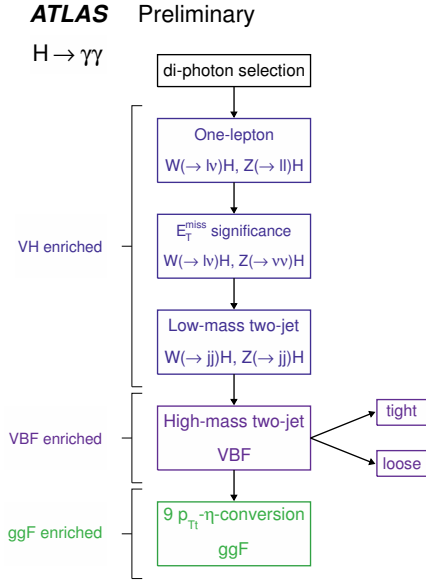 ATLAS Preliminary
H → γγ
di-photon selection
One-lepton
W(→ lν)H, Z(→ ll)H
E_T^miss significance
W(→ lν)H, Z(→ νν)H
VH enriched
Low-mass two-jet
W(→ jj)H, Z(→ jj)H
High-mass two-jet
VBF
VBF enriched
tight
loose
9 p_Tt-η-conversion
ggF
ggF enriched